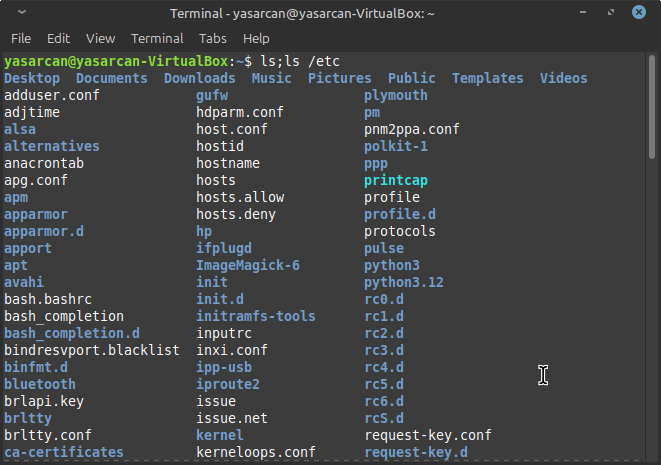 Terminal - yasarcan@yasarcan-VirtualBox: ~
File Edit View Terminal Tabs Help
yasarcan@yasarcan-VirtualBox:~$ ls;ls /etc
Desktop Documents Downloads Music Pictures Public Templates Videos
adduser.conf gufw plymouth
adjtime hdparm.conf pm
alsa host.conf pnm2ppa.conf
alternatives hostid polkit-1
anacrontab hostname ppp
apg.conf hosts printcap
apm hosts.allow profile
apparmor hosts.deny profile.d
apparmor.d hp protocols
apport ifplugd pulse
apt ImageMagick-6 python3
avahi init python3.12
bash.bashrc init.d rc0.d
bash_completion initramfs-tools rc1.d
bash_completion.d inputrc rc2.d
bindresvport.blacklist inxi.conf rc3.d
binfmt.d ipp-usb rc4.d
bluetooth iproute2 rc5.d
brlapi.key issue rc6.d
brltty issue.net rcS.d
brltty.conf kernel request-key.conf
ca-certificates kerneloops.conf request-key.d